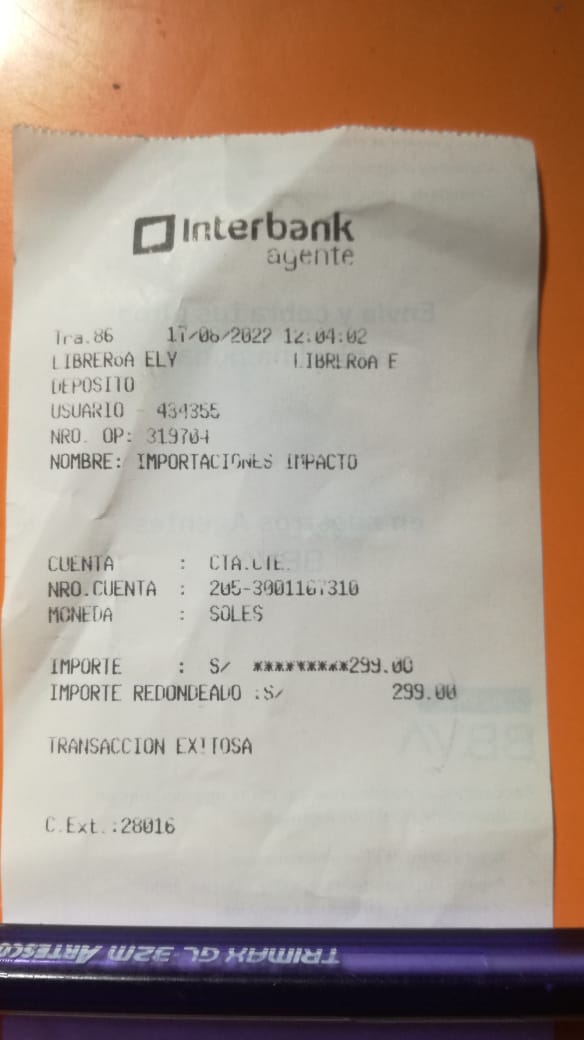 Interbank
agente
Tra.86 17/06/2022 12:04:02
LIBREROA ELY LIBREROA E
DEPOSITO
USUARIO - 434355
NRO. OP: 319704
NOMBRE: IMPORTACIONES IMPACTO
CUENTA : CTA.CTE.
NRO.CUENTA : 205-3001167310
MONEDA : SOLES
IMPORTE : S/ *********299.00
IMPORTE REDONDEADO :S/ 299.00
TRANSACCION EXITOSA
C.Ext.:28016
TRIMAX GL 32M ARTESCO